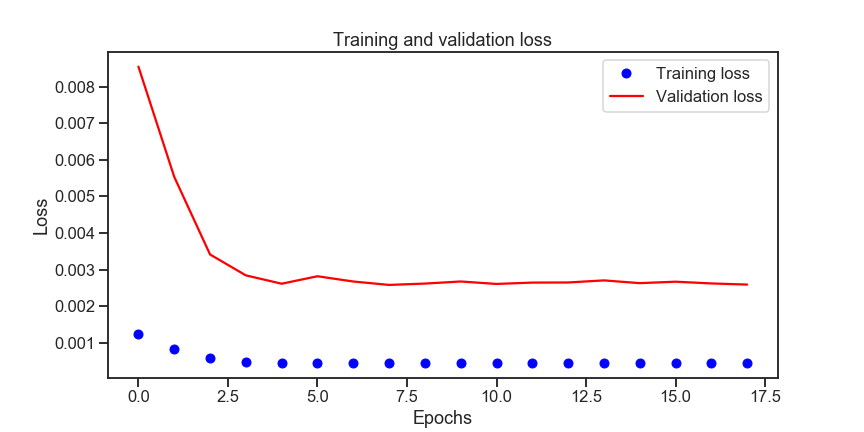 Training and validation loss
Training loss
Validation loss
Loss
0.008
0.007
0.006
0.005
0.004
0.003
0.002
0.001
0.0 2.5 5.0 7.5 10.0 12.5 15.0 17.5
Epochs